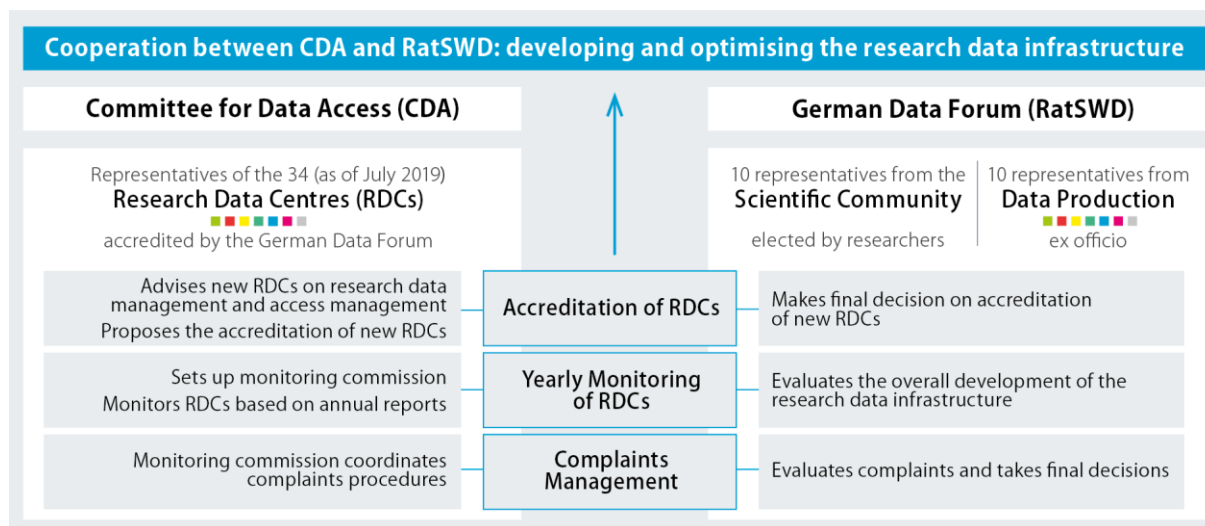 Cooperation between CDA and RatSWD: developing and optimising the research data infrastructure
Committee for Data Access (CDA)
German Data Forum (RatSWD)
Representatives of the 34 (as of July 2019)
Research Data Centres (RDCs)
accredited by the German Data Forum
10 representatives from the
Scientific Community
elected by researchers
10 representatives from
Data Production
ex officio
Advises new RDCs on research data
management and access management
Proposes the accreditation of new RDCs
Accreditation of RDCs
Makes final decision on accreditation
of new RDCs
Sets up monitoring commission
Monitors RDCs based on annual reports
Yearly Monitoring
of RDCs
Evaluates the overall development of the
research data infrastructure
Monitoring commission coordinates
complaints procedures
Complaints
Management
Evaluates complaints and takes final decisions